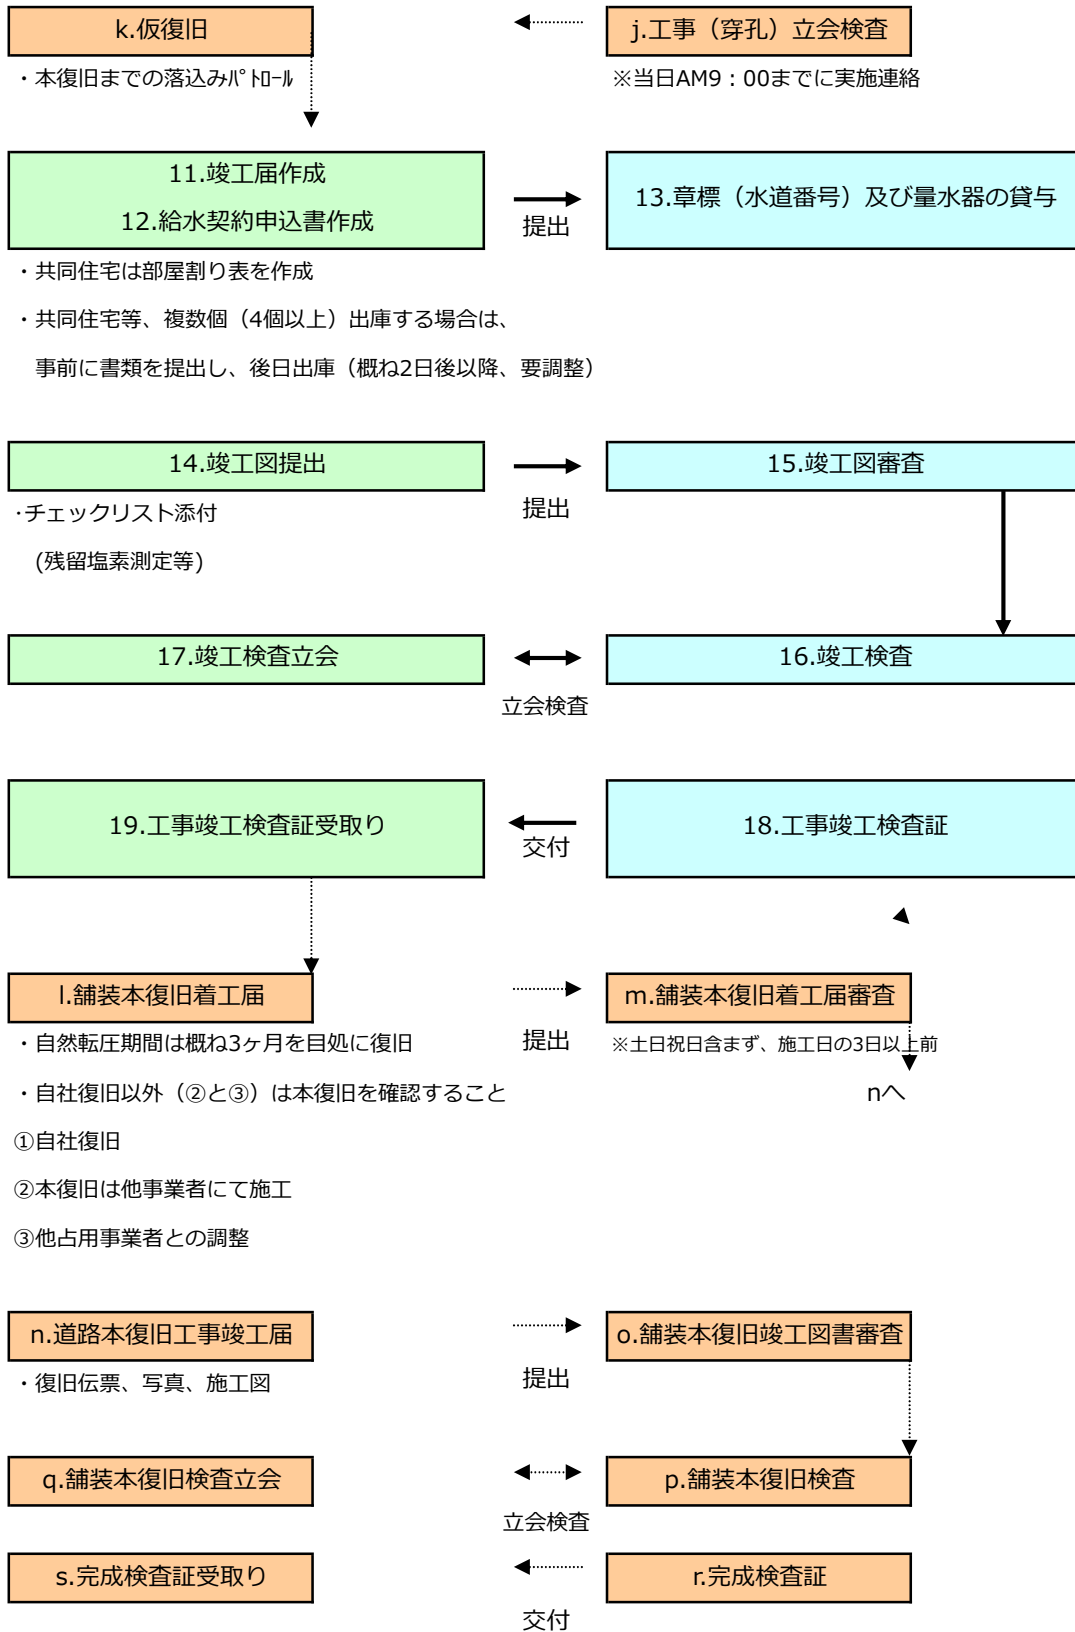 k.仮復旧
j.工事（穿孔）立会検査
・本復旧までの落込みﾊﾟﾄﾛｰﾙ
※当日AM9：00までに実施連絡
11.竣工届作成
12.給水契約申込書作成
提出
13.章標（水道番号）及び量水器の貸与
・共同住宅は部屋割り表を作成
・共同住宅等、複数個（4個以上）出庫する場合は、
事前に書類を提出し、後日出庫（概ね2日後以降、要調整）
14.竣工図提出
提出
15.竣工図審査
・チェックリスト添付
(残留塩素測定等)
17.竣工検査立会
立会検査
16.竣工検査
19.工事竣工検査証受取り
交付
18.工事竣工検査証
l.舗装本復旧着工届
提出
m.舗装本復旧着工届審査
・自然転圧期間は概ね3ヶ月を目処に復旧
※土日祝日含まず、施工日の3日以上前
・自社復旧以外（②と③）は本復旧を確認すること
nへ
①自社復旧
②本復旧は他事業者にて施工
③他占用事業者との調整
n.道路本復旧工事竣工届
提出
o.舗装本復旧竣工図書審査
・復旧伝票、写真、施工図
q.舗装本復旧検査立会
立会検査
p.舗装本復旧検査
s.完成検査証受取り
交付
r.完成検査証